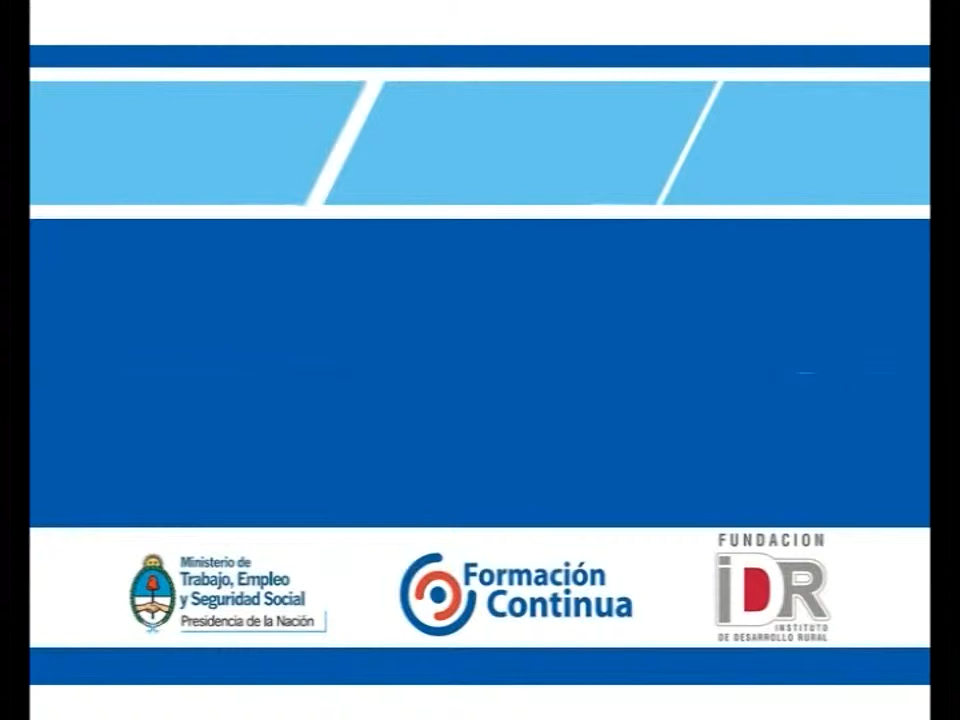 Ministerio de
Trabajo, Empleo
y Seguridad Social
Presidencia de la Nación
Formación
Continua
FUNDACION
iDR
INSTITUTO
DE DESARROLLO RURAL